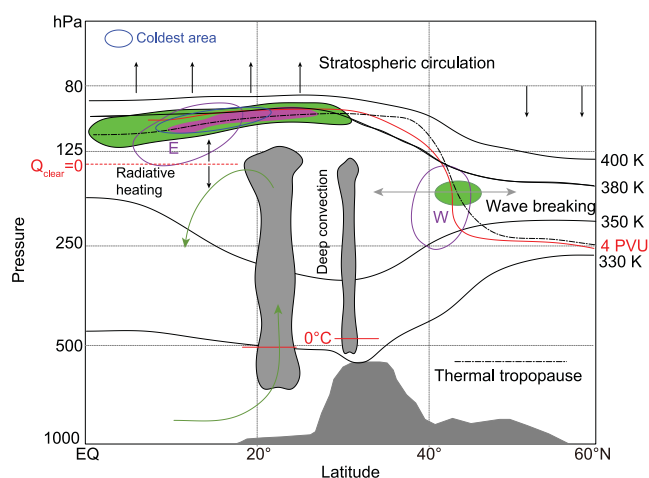 hPa
Coldest area
Stratospheric circulation
80
125
250
500
1000
Pressure
E
Q_clear=0
Radiative
heating
Deep convection
0°C
W
Wave breaking
400 K
380 K
350 K
4 PVU
330 K
Thermal tropopause
EQ
20°
40°
60°N
Latitude